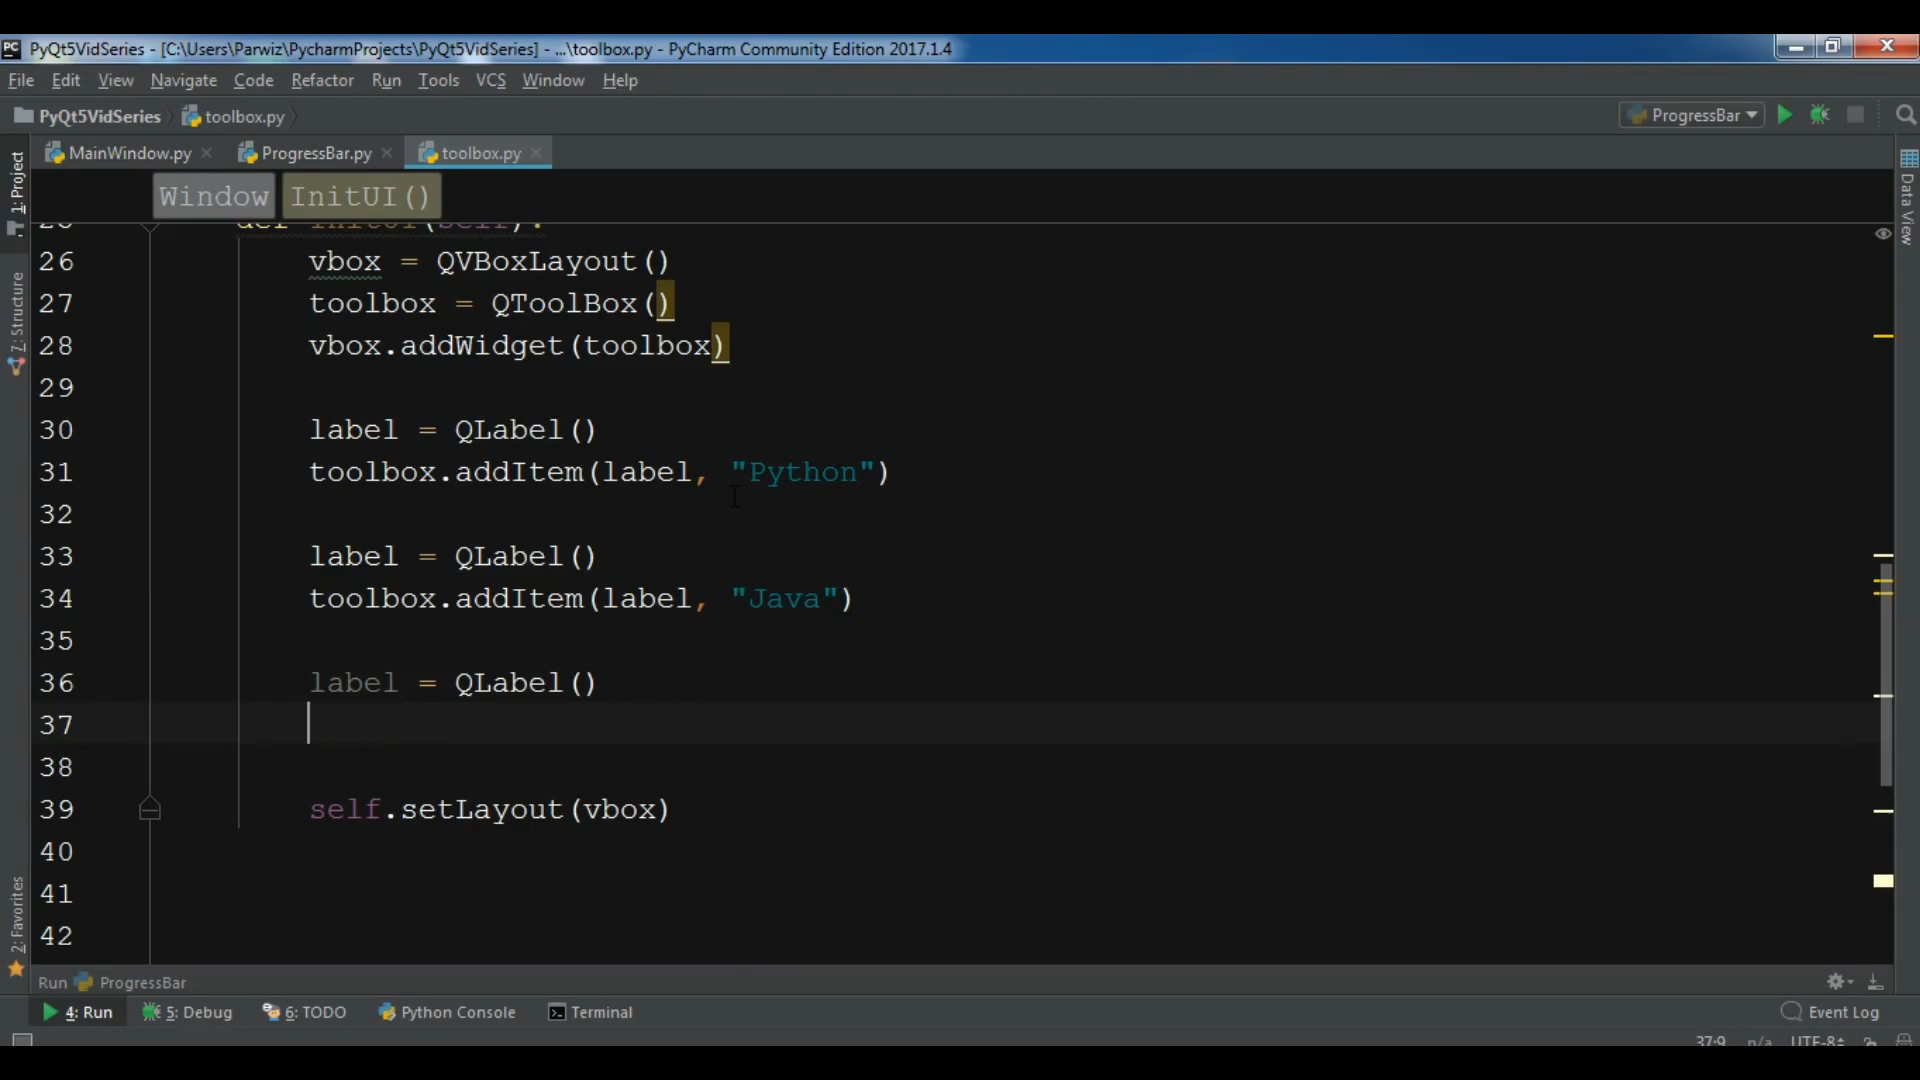 PyQt5VidSeries - [C:\Users\Parwiz\PycharmProjects\PyQt5VidSeries] - ...\toolbox.py - PyCharm Community Edition 2017.1.4
File Edit View Navigate Code Refactor Run Tools VCS Window Help
PyQt5VidSeries toolbox.py ProgressBar
MainWindow.py ProgressBar.py toolbox.py
Window InitUI()
1: Project
7: Structure
2: Favorites
Data View
26 vbox = QVBoxLayout()
27 toolbox = QToolBox()
28 vbox.addWidget(toolbox)
29
30 label = QLabel()
31 toolbox.addItem(label, "Python")
32
33 label = QLabel()
34 toolbox.addItem(label, "Java")
35
36 label = QLabel()
37
38
39 self.setLayout(vbox)
40
41
42
Run ProgressBar
4: Run 5: Debug 6: TODO Python Console Terminal Event Log
37:9 n/a UTF-8